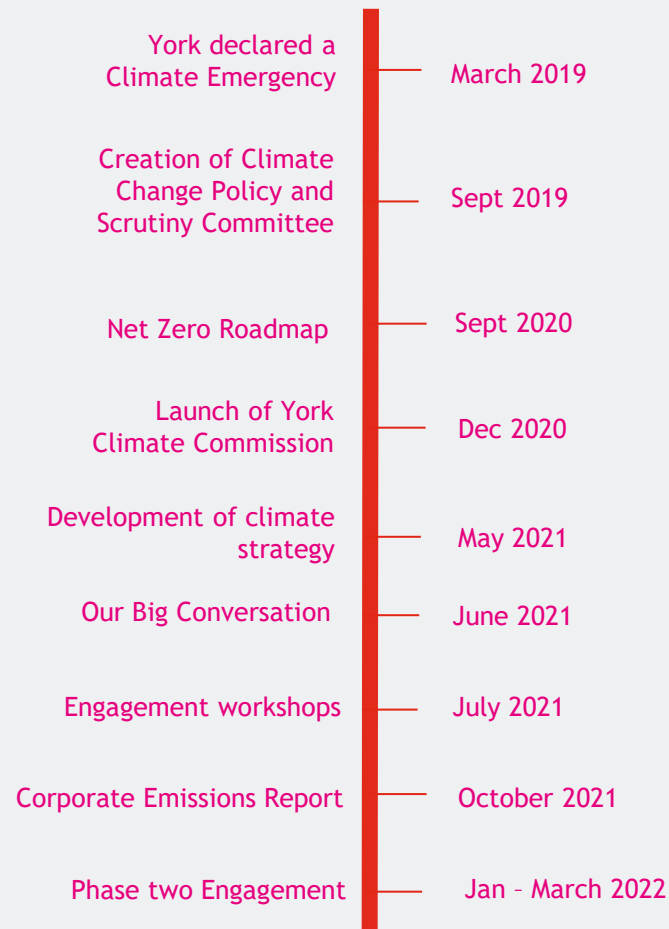 York declared a
Climate Emergency
March 2019
Creation of Climate
Change Policy and
Scrutiny Committee
Sept 2019
Net Zero Roadmap
Sept 2020
Launch of York
Climate Commission
Dec 2020
Development of climate
strategy
May 2021
Our Big Conversation
June 2021
Engagement workshops
July 2021
Corporate Emissions Report
October 2021
Phase two Engagement
Jan – March 2022